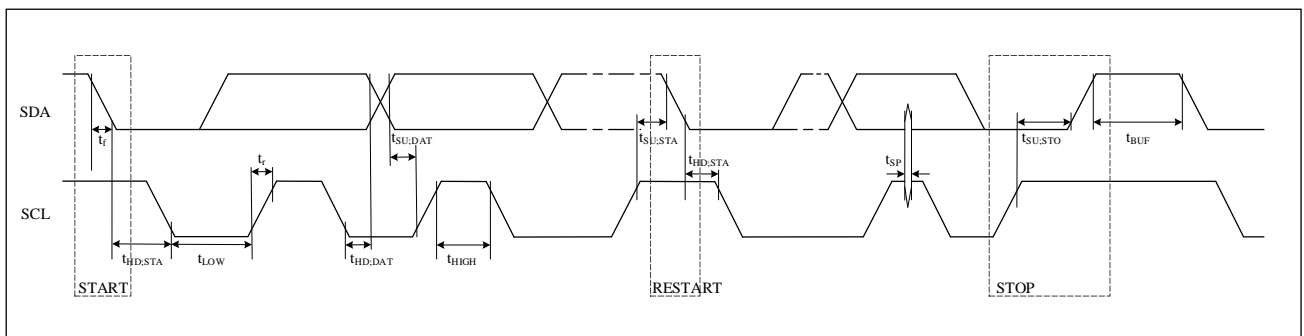 SDA
t_f
t_SU;DAT
t_SU;STA
t_SU;STO
t_BUF
t_r
t_HD;STA
t_SP
SCL
t_HD;STA
t_LOW
t_HD;DAT
t_HIGH
START
RESTART
STOP